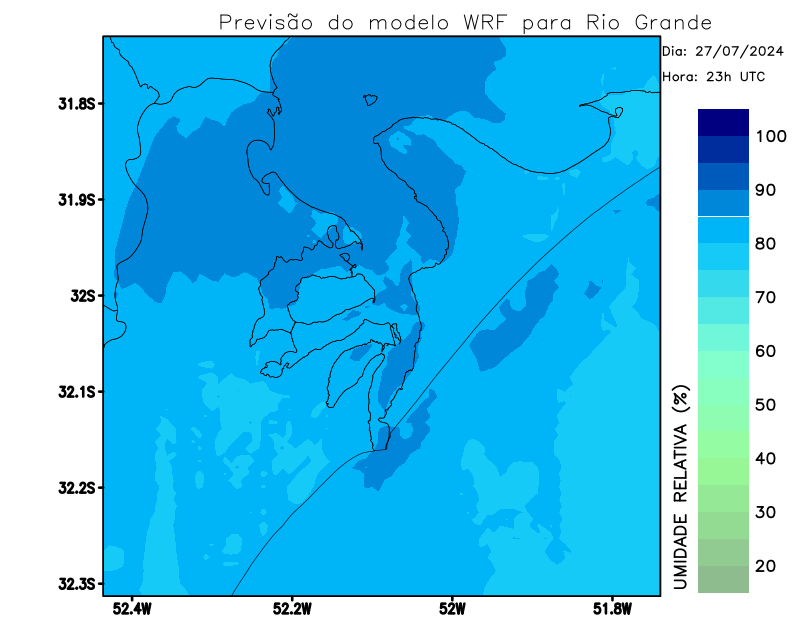 Previsão do modelo WRF para Rio Grande
Dia: 27/07/2024
Hora: 23h UTC
31.8S
31.9S
32S
32.1S
32.2S
32.3S
52.4W
52.2W
52W
51.8W
UMIDADE RELATIVA (%)
100
90
80
70
60
50
40
30
20